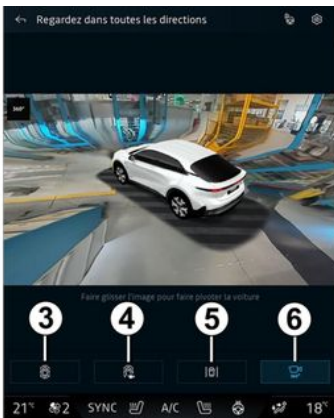 Regardez dans toutes les directions
360°
Faire glisser l'image pour faire pivoter la voiture
3 4 5 6
21° 2 SYNC A/C 18°